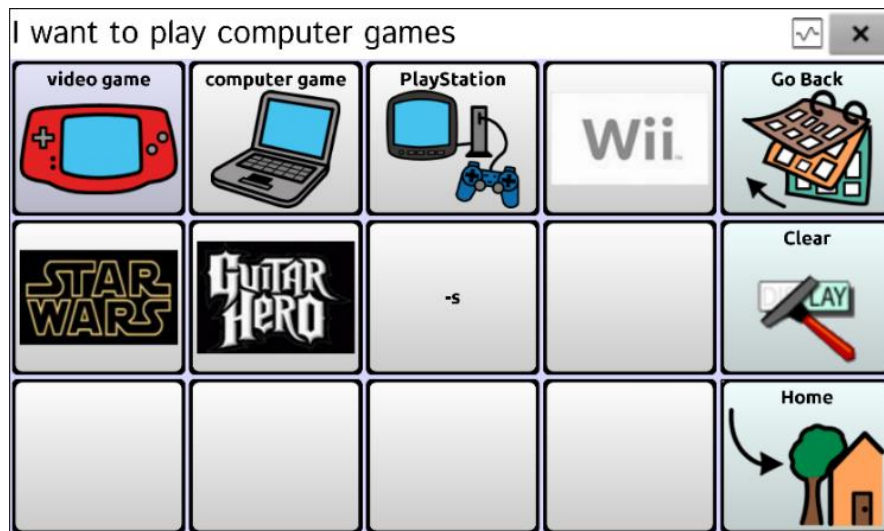 I want to play computer games
video game
computer game
PlayStation
Wii
Go Back
STAR
WARS
GUITAR
HERO
-s
Clear
DISPLAY
Home